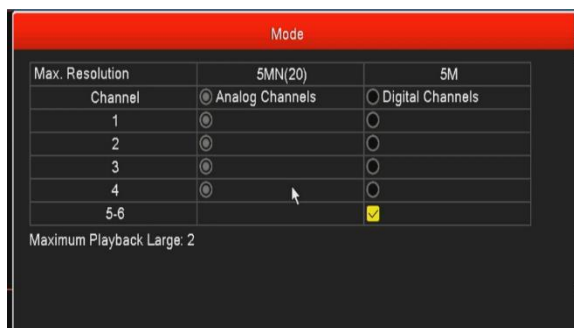 Mode
Max. Resolution 5MN(20) 5M
Channel Analog Channels Digital Channels
1
2
3
4
5-6
Maximum Playback Large: 2